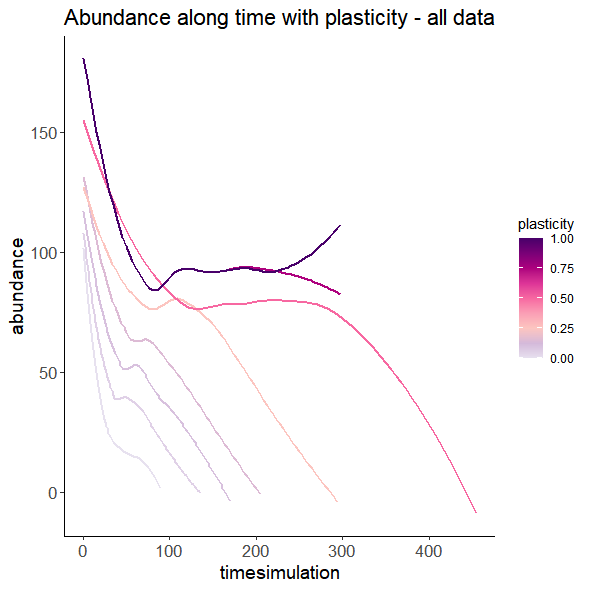 Abundance along time with plasticity - all data
abundance
150
100
50
0
0 100 200 300 400
timesimulation
plasticity
1.00
0.75
0.50
0.25
0.00